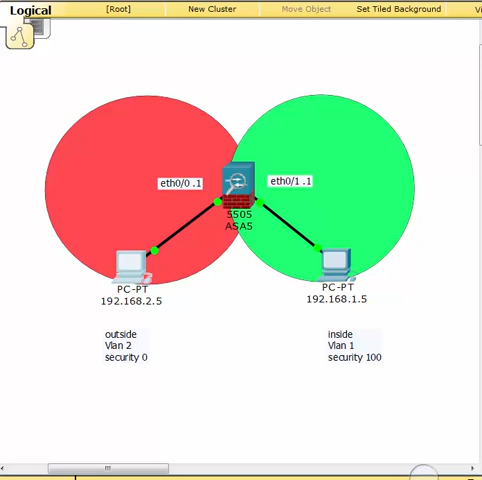 Logical
[Root]
New Cluster
Move Object
Set Tiled Background
eth0/0 .1
eth0/1 .1
5505
ASA5
PC-PT
192.168.2.5
PC-PT
192.168.1.5
outside
Vlan 2
security 0
inside
Vlan 1
security 100